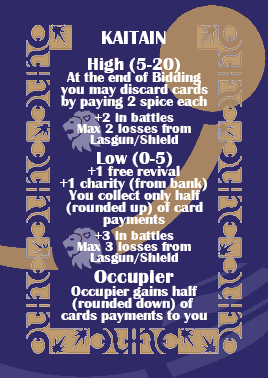 KAITAIN
High (5-20)
At the end of Bidding
you may discard cards
by paying 2 spice each
+2 in battles
Max 2 losses from
Lasgun/Shield
Low (0-5)
+1 free revival
+1 charity (from bank)
You collect only half
(rounded up) of card
payments
+3 in battles
Max 3 losses from
Lasgun/Shield
Occupier
Occupier gains half
(rounded down) of
cards payments to you